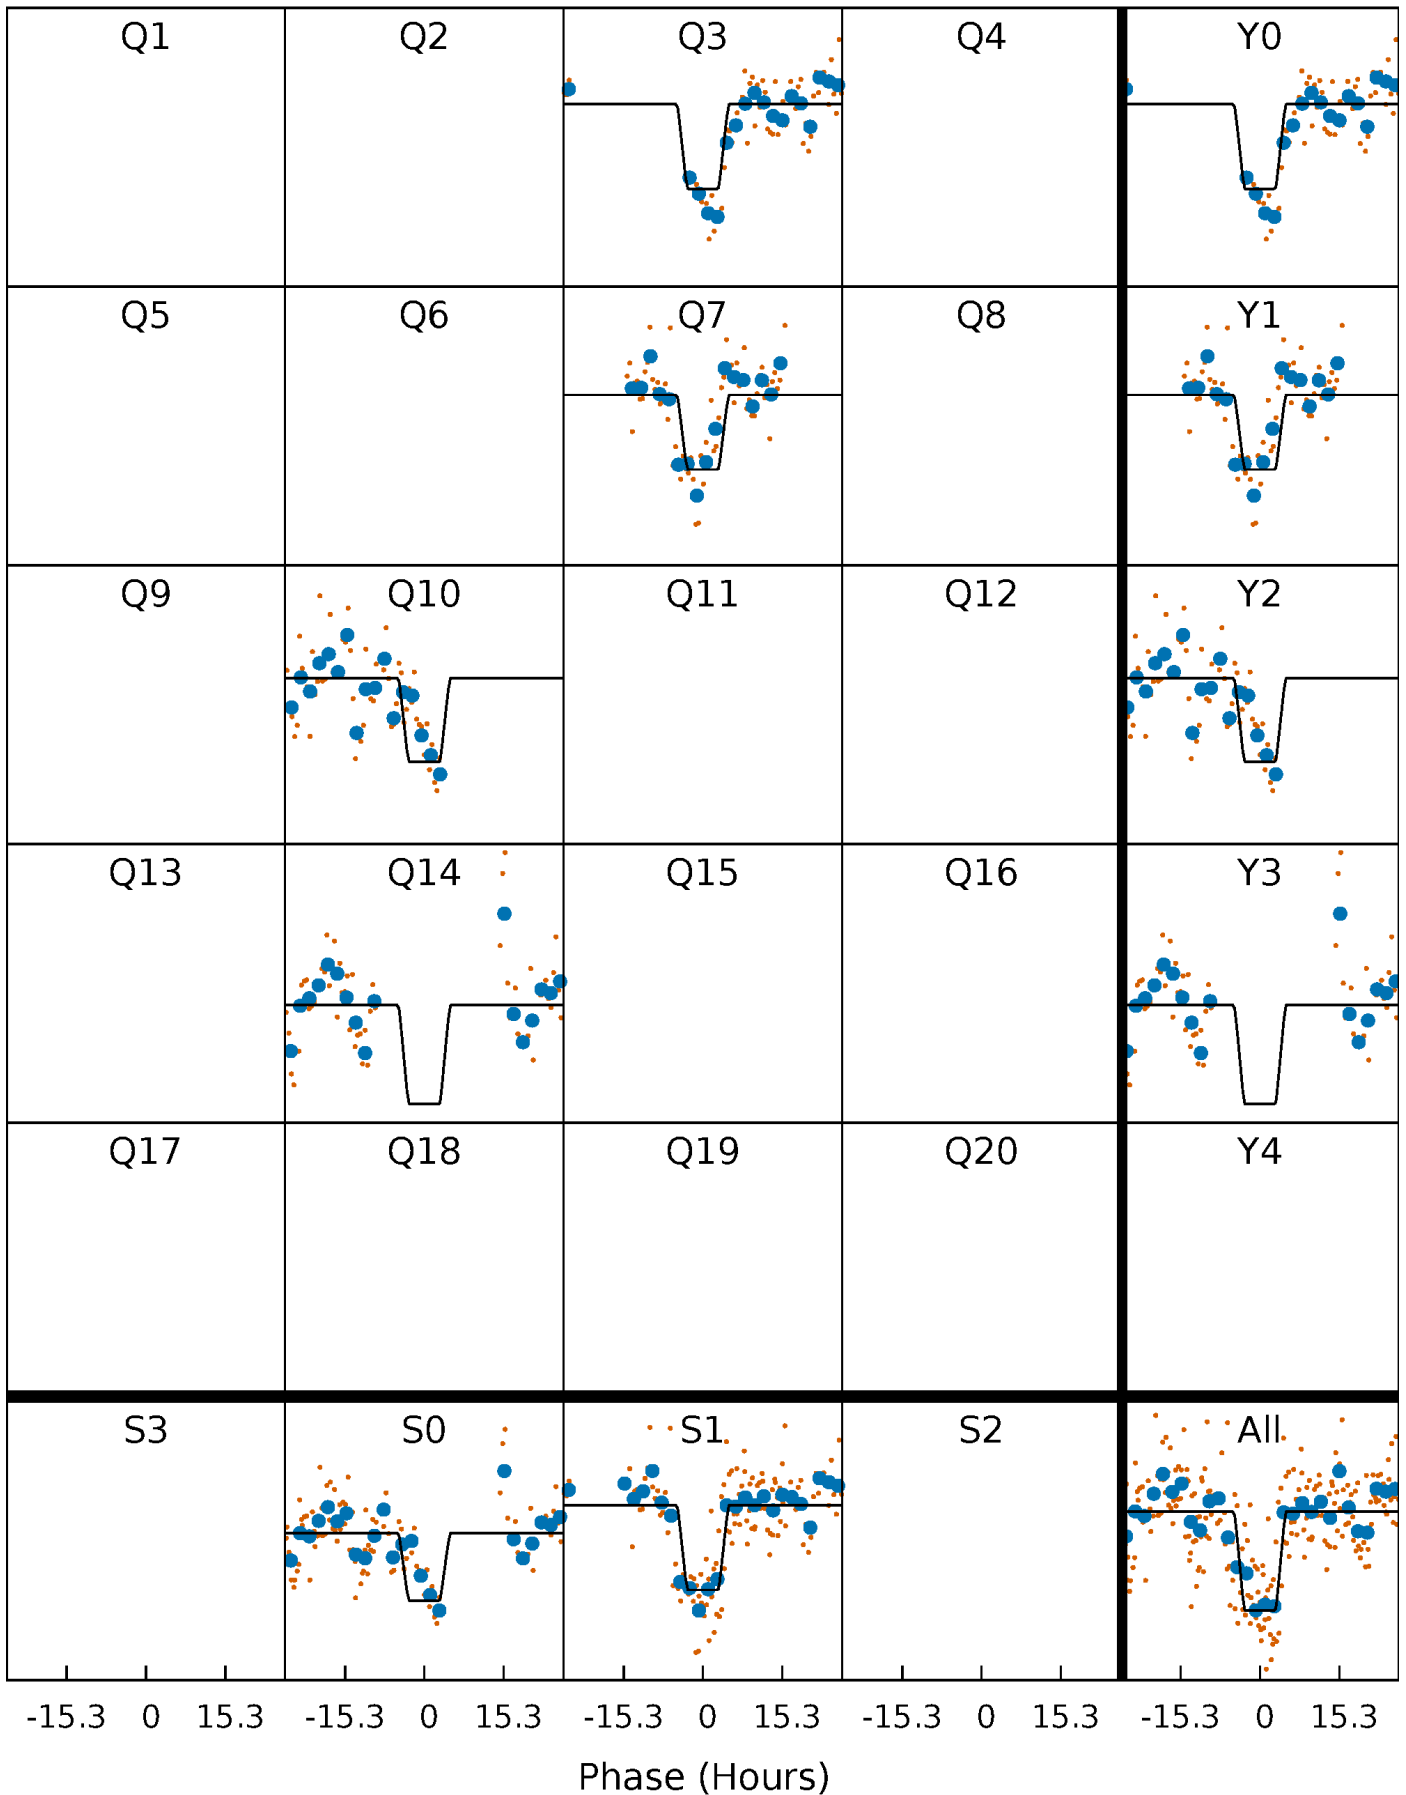 Q1 Q2 Q3 Q4 Y0
Q5 Q6 Q7 Q8 Y1
Q9 Q10 Q11 Q12 Y2
Q13 Q14 Q15 Q16 Y3
Q17 Q18 Q19 Q20 Y4
S3 S0 S1 S2 All
-15.3 0 15.3 -15.3 0 15.3 -15.3 0 15.3 -15.3 0 15.3 -15.3 0 15.3
Phase (Hours)